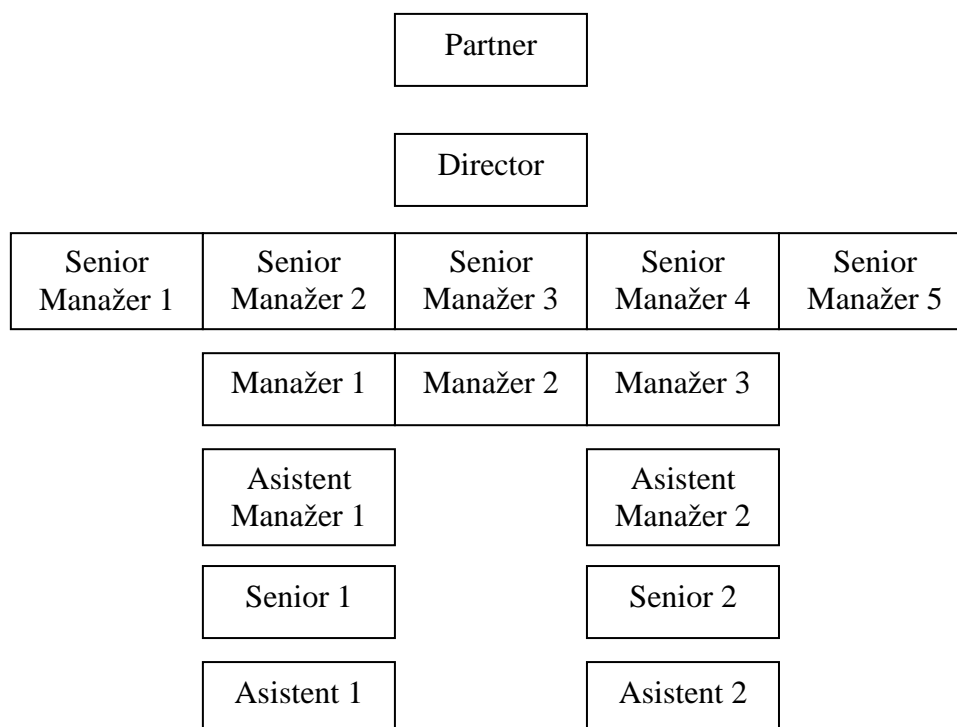 Partner
Director
Senior
Manažer 1
Senior
Manažer 2
Senior
Manažer 3
Senior
Manažer 4
Senior
Manažer 5
Manažer 1
Manažer 2
Manažer 3
Asistent
Manažer 1
Asistent
Manažer 2
Senior 1
Senior 2
Asistent 1
Asistent 2